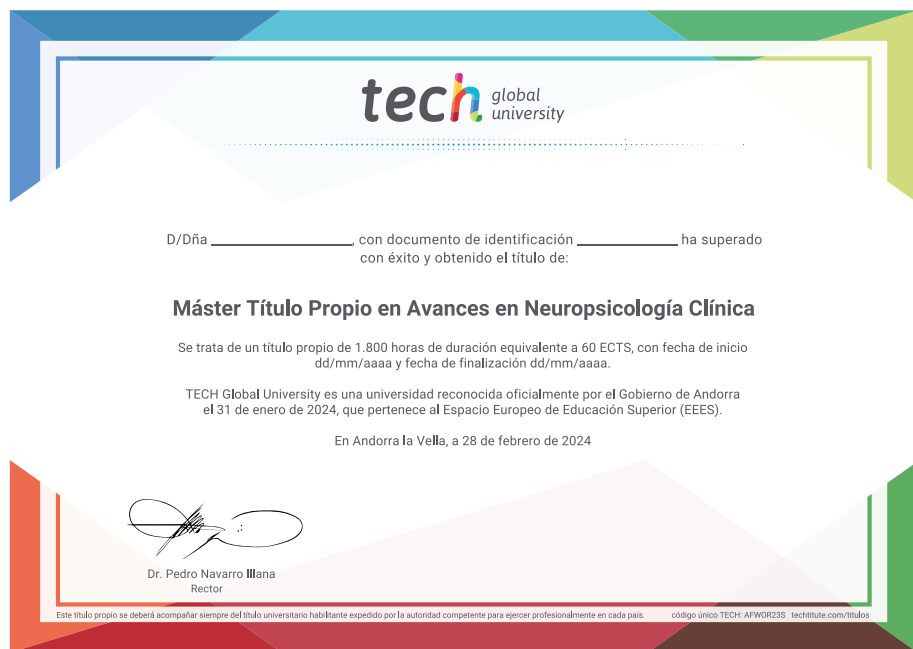 tech global university
D/Dña ________________, con documento de identificación ____________ ha superado
con éxito y obtenido el título de:
Máster Título Propio en Avances en Neuropsicología Clínica
Se trata de un título propio de 1.800 horas de duración equivalente a 60 ECTS, con fecha de inicio
dd/mm/aaaa y fecha de finalización dd/mm/aaaa.
TECH Global University es una universidad reconocida oficialmente por el Gobierno de Andorra
el 31 de enero de 2024, que pertenece al Espacio Europeo de Educación Superior (EEES).
En Andorra la Vella, a 28 de febrero de 2024
Dr. Pedro Navarro Illana
Rector
Este título propio se deberá acompañar siempre del título universitario habilitante expedido por la autoridad competente para ejercer profesionalmente en cada país. código único TECH: AFWOR23S techtitute.com/titulos